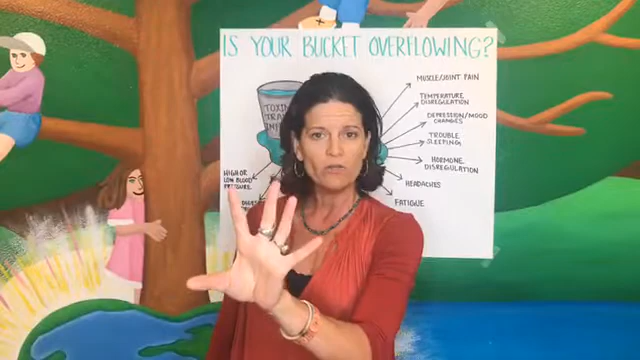 IS YOUR BUCKET OVERFLOWING?
MUSCLE/JOINT PAIN
TEMPERATURE
DISREGULATION
DEPRESSION/MOOD
CHANGES
TROUBLE
SLEEPING
HORMONE
DISREGULATION
HEADACHES
FATIGUE
HIGH OR
LOW BLOOD
PRESSURE